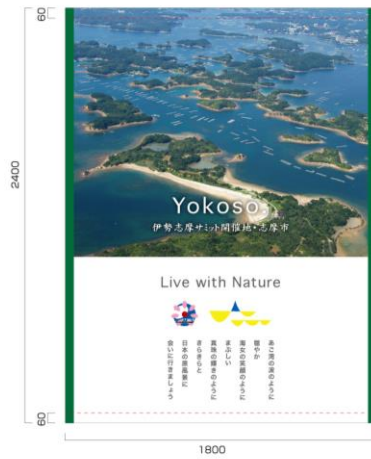 60
2400
60
1800
Yokoso,
伊勢志摩サミット開催地・志摩市
Live with Nature
あご湾の波のように
穏やか
海女の笑顔のように
まぶしい
真珠の輝きのように
きらきらと
日本の原風景に
会いに行きましょう